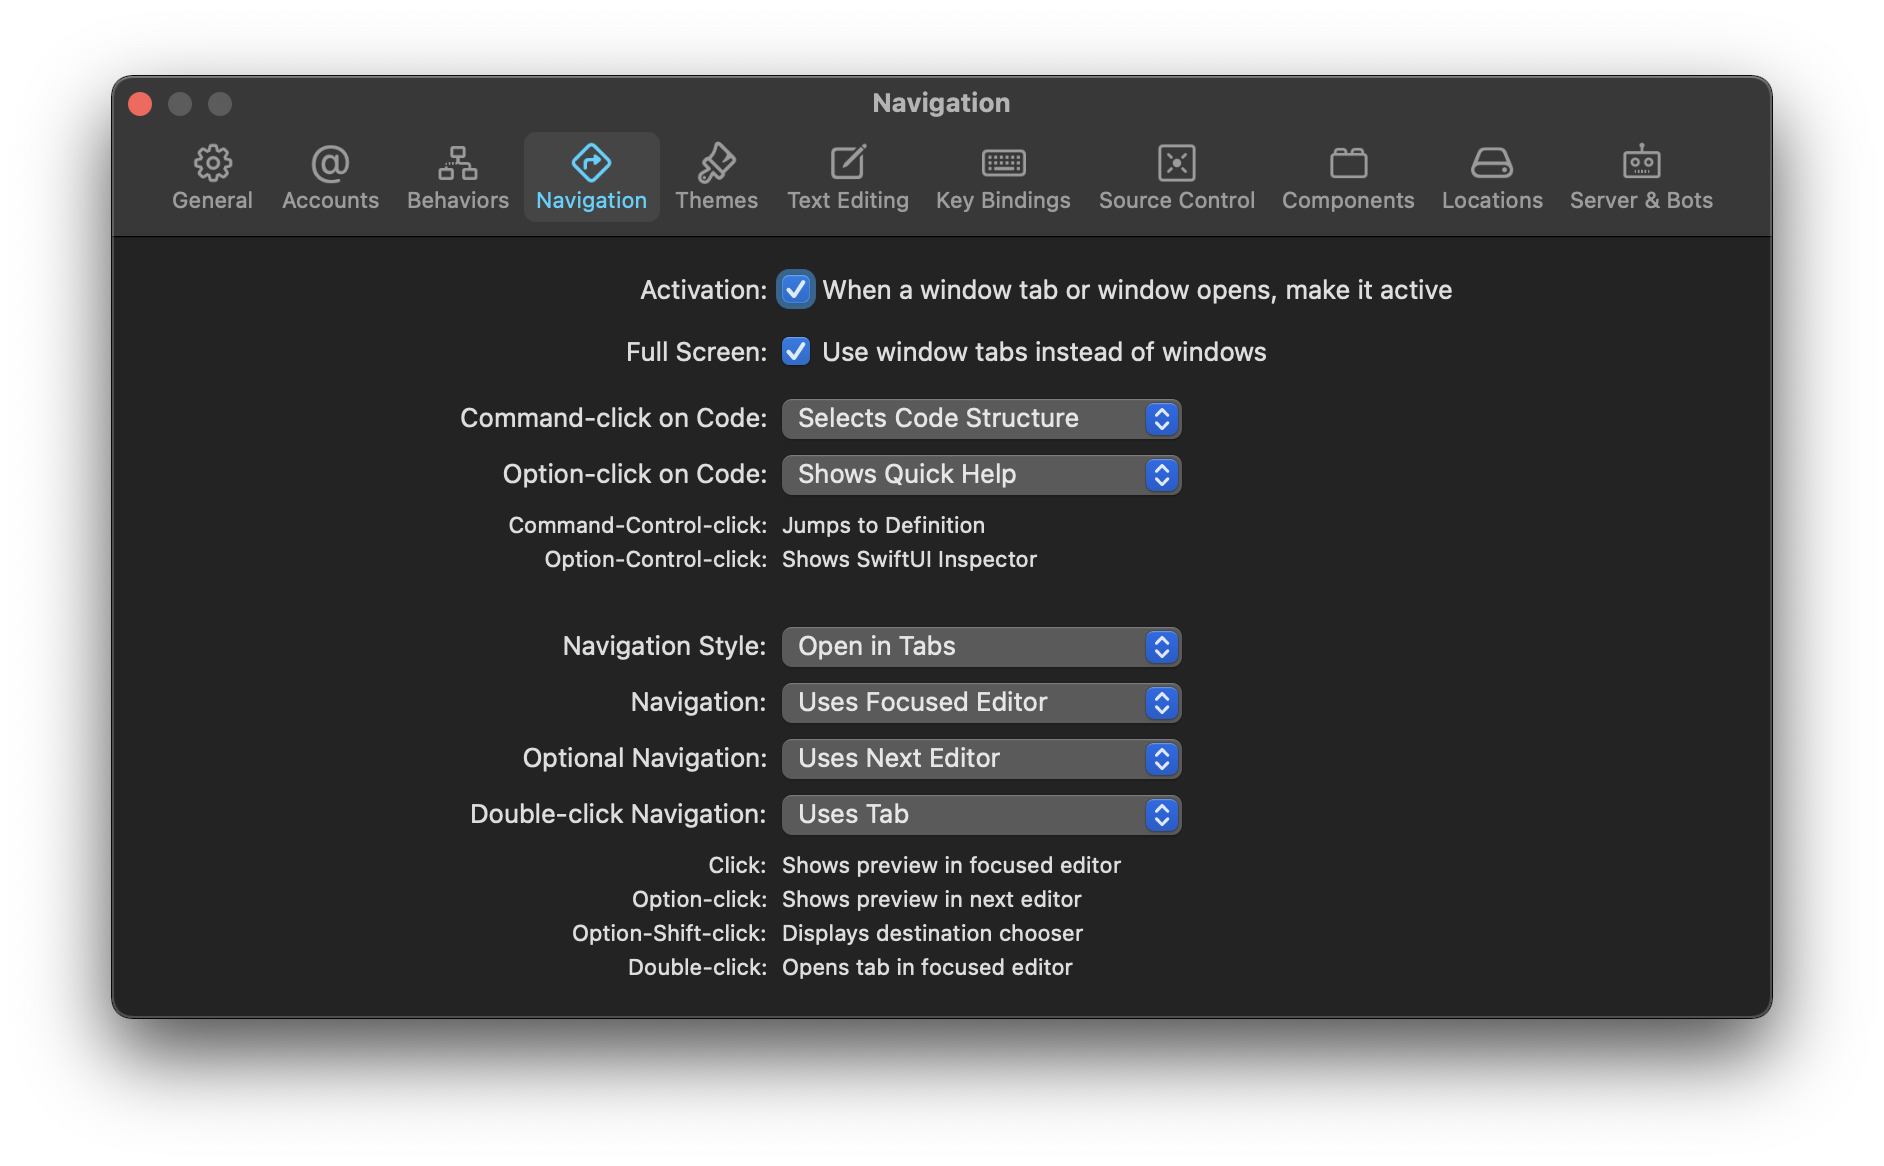 Navigation
General Accounts Behaviors Navigation Themes Text Editing Key Bindings Source Control Components Locations Server & Bots
Activation: When a window tab or window opens, make it active
Full Screen: Use window tabs instead of windows
Command-click on Code: Selects Code Structure
Option-click on Code: Shows Quick Help
Command-Control-click: Jumps to Definition
Option-Control-click: Shows SwiftUI Inspector
Navigation Style: Open in Tabs
Navigation: Uses Focused Editor
Optional Navigation: Uses Next Editor
Double-click Navigation: Uses Tab
Click: Shows preview in focused editor
Option-click: Shows preview in next editor
Option-Shift-click: Displays destination chooser
Double-click: Opens tab in focused editor